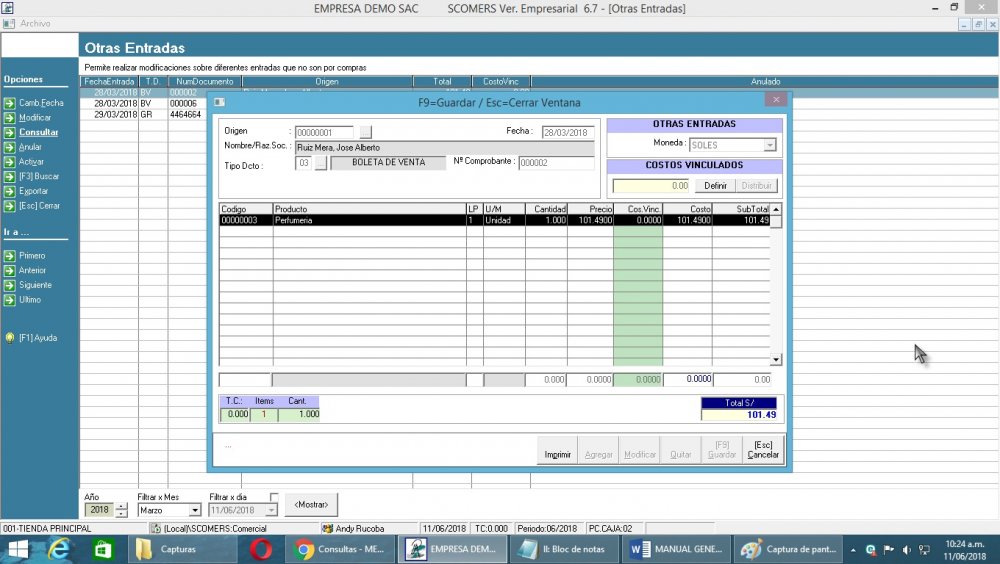 EMPRESA DEMO SAC SCOMERS Ver. Empresarial 6.7 - [Otras Entradas]
Archivo
Otras Entradas
Permite realizar modificaciones sobre diferentes entradas que no son por compras
Opciones
Camb.Fecha
Modificar
Consultar
Anular
Activar
[F3] Buscar
Exportar
[Esc] Cerrar
Ir a ...
Primero
Anterior
Siguiente
Ultimo
[F1] Ayuda
FechaEntrada T.D. NumDocumento Origen Total CostoVinc Anulado
28/03/2018 BV 000002
28/03/2018 BV 000006
29/03/2018 GR 4464664
F9=Guardar / Esc=Cerrar Ventana
Origen : 00000001 ... Fecha : 28/03/2018
Nombre/Raz.Soc. : Ruiz Mera, Jose Alberto
Tipo Dcto : 03 BOLETA DE VENTA Nº Comprobante : 000002
OTRAS ENTRADAS
Moneda : SOLES
COSTOS VINCULADOS
0.00 Definir Distribuir
Codigo Producto LP U/M Cantidad Precio Cos.Vinc. Costo SubTotal
00000003 Perfumeria 1 Unidad 1.000 101.4900 0.0000 101.4900 101.49
0.000 0.0000 0.0000 0.0000 0.00
T.C.: Items Cant.
0.000 1 1.000
Total S/
101.49
...
Imprimir Agregar Modificar Quitar [F9] Guardar [Esc] Cancelar
Año Filtrar x Mes Filtrar x dia
2018 Marzo 11/06/2018 <Mostrar>
001-TIENDA PRINCIPAL (Local)\SCOMERS:Comercial Andy Rucoba 11/06/2018 TC:0.000 Periodo:06/2018 PC.CAJA:02
Capturas Consultas - ME... EMPRESA DEM... II: Bloc de notas MANUAL GENE... Captura de pant... 10:24 a.m.
11/06/2018